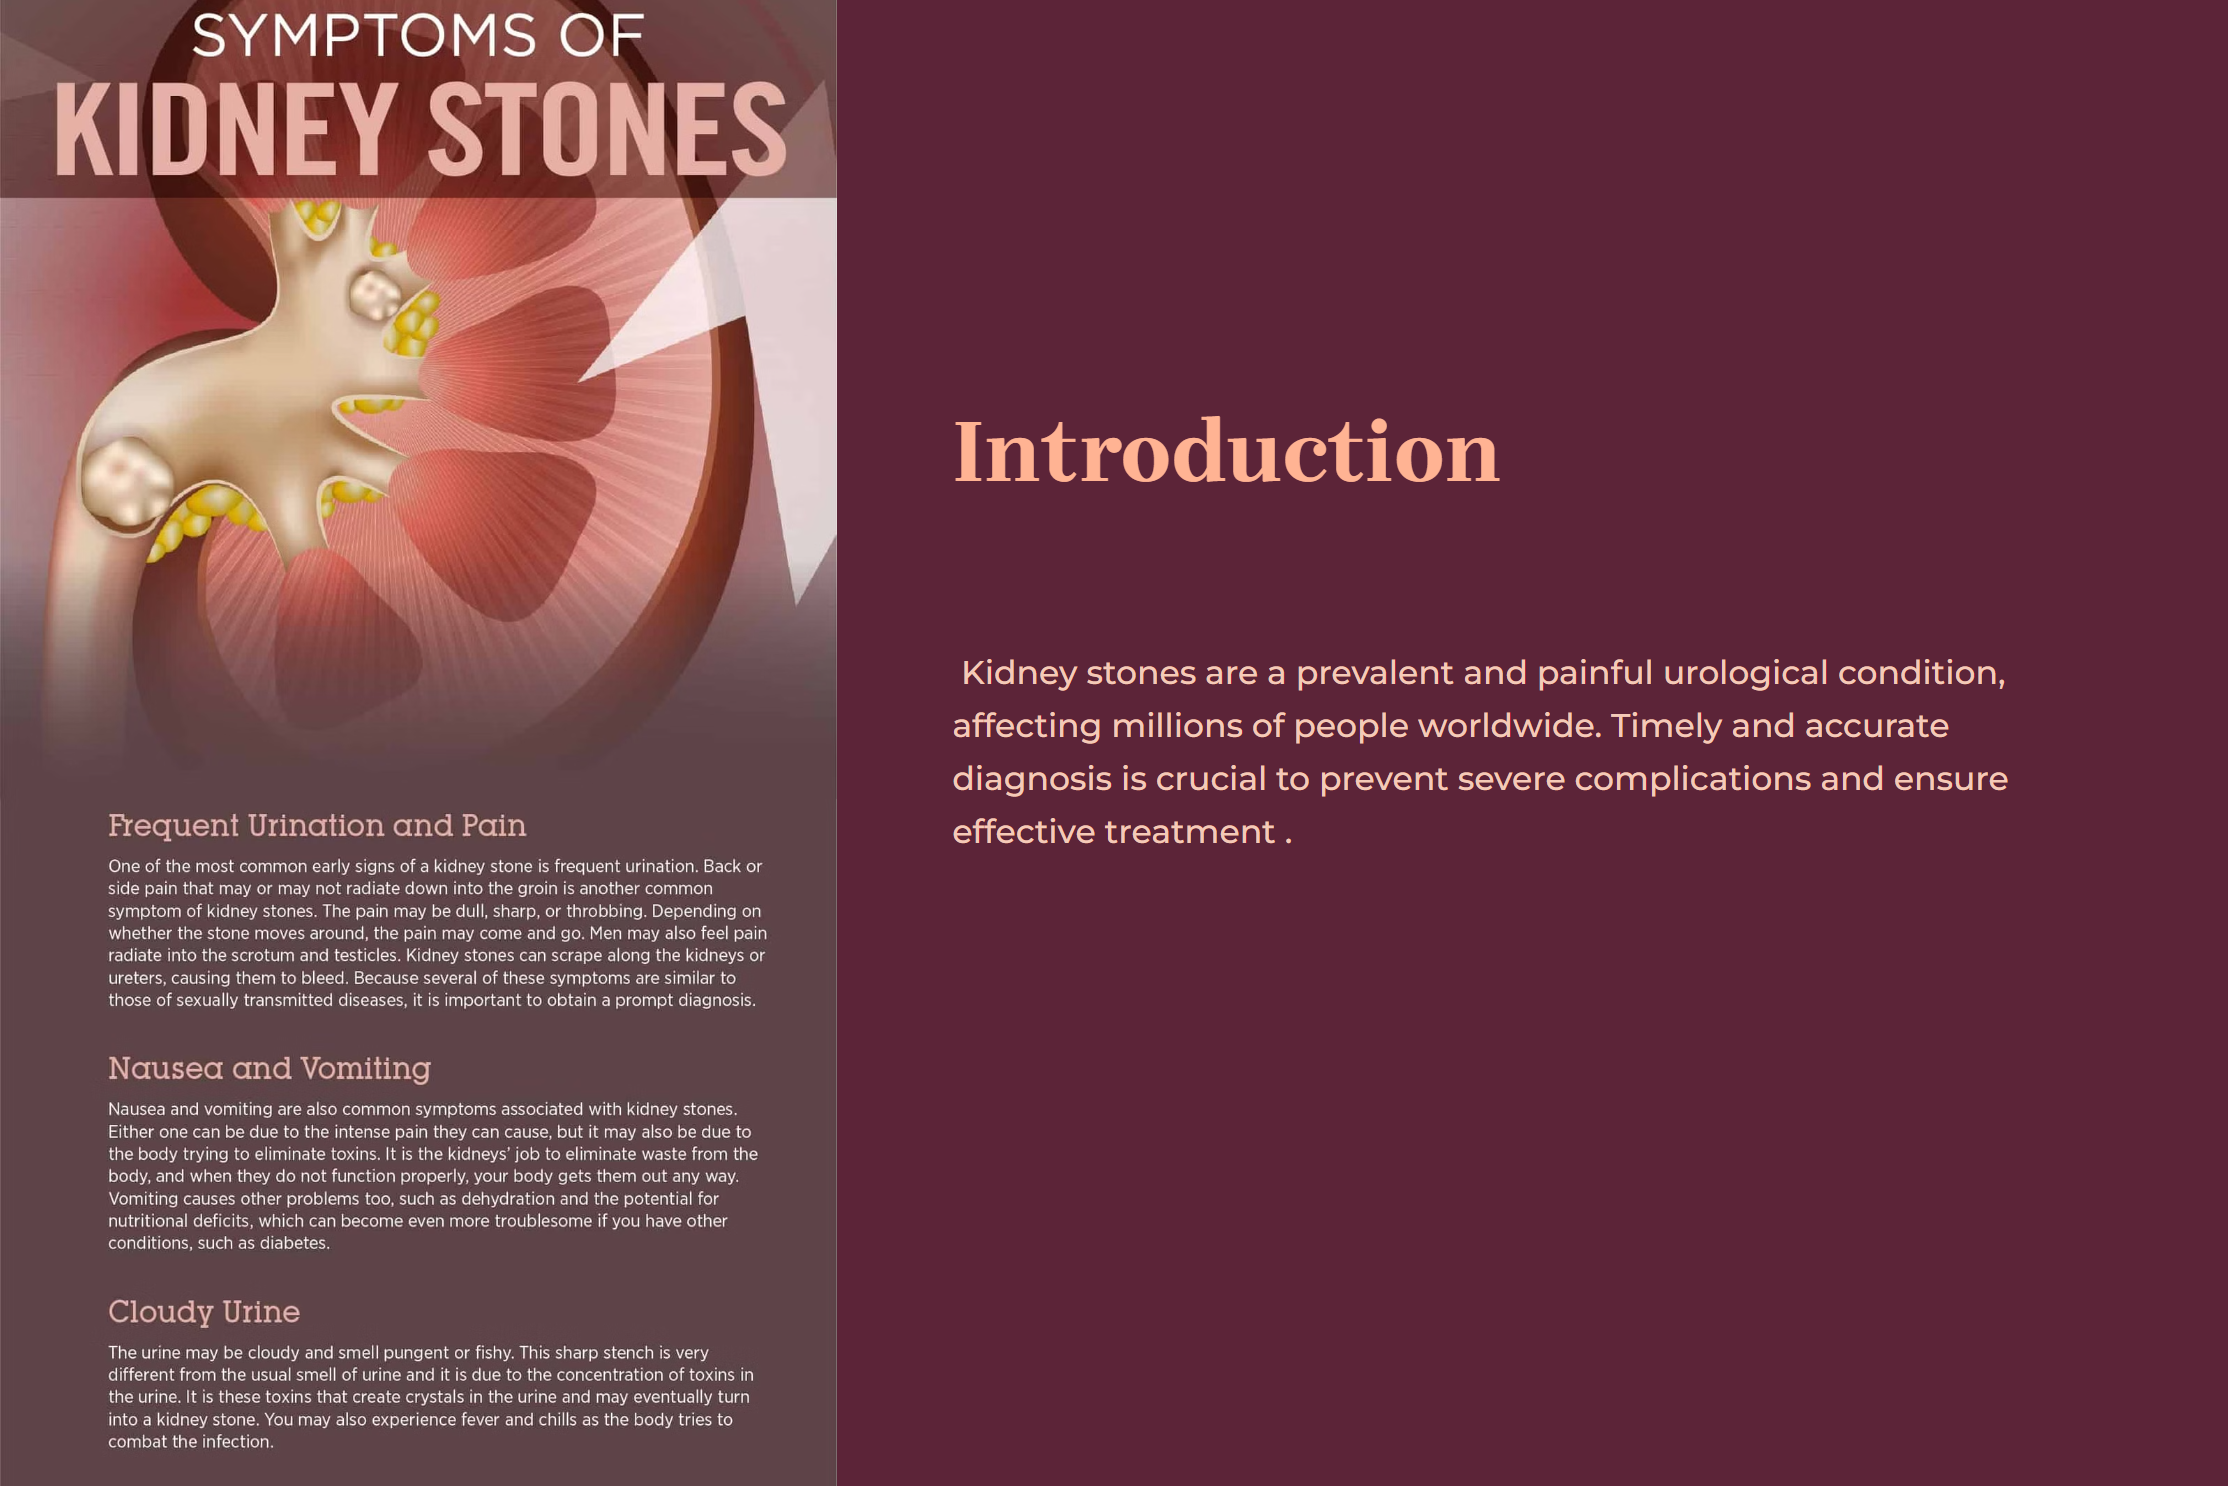 SYMPTOMS OF
KIDNEY STONES
Frequent Urination and Pain
One of the most common early signs of a kidney stone is frequent urination. Back or
side pain that may or may not radiate down into the groin is another common
symptom of kidney stones. The pain may be dull, sharp, or throbbing. Depending on
whether the stone moves around, the pain may come and go. Men may also feel pain
radiate into the scrotum and testicles. Kidney stones can scrape along the kidneys or
ureters, causing them to bleed. Because several of these symptoms are similar to
those of sexually transmitted diseases, it is important to obtain a prompt diagnosis.
Nausea and Vomiting
Nausea and vomiting are also common symptoms associated with kidney stones.
Either one can be due to the intense pain they can cause, but it may also be due to
the body trying to eliminate toxins. It is the kidneys’ job to eliminate waste from the
body, and when they do not function properly, your body gets them out any way.
Vomiting causes other problems too, such as dehydration and the potential for
nutritional deficits, which can become even more troublesome if you have other
conditions, such as diabetes.
Cloudy Urine
The urine may be cloudy and smell pungent or fishy. This sharp stench is very
different from the usual smell of urine and it is due to the concentration of toxins in
the urine. It is these toxins that create crystals in the urine and may eventually turn
into a kidney stone. You may also experience fever and chills as the body tries to
combat the infection.
Introduction
Kidney stones are a prevalent and painful urological condition,
affecting millions of people worldwide. Timely and accurate
diagnosis is crucial to prevent severe complications and ensure
effective treatment .